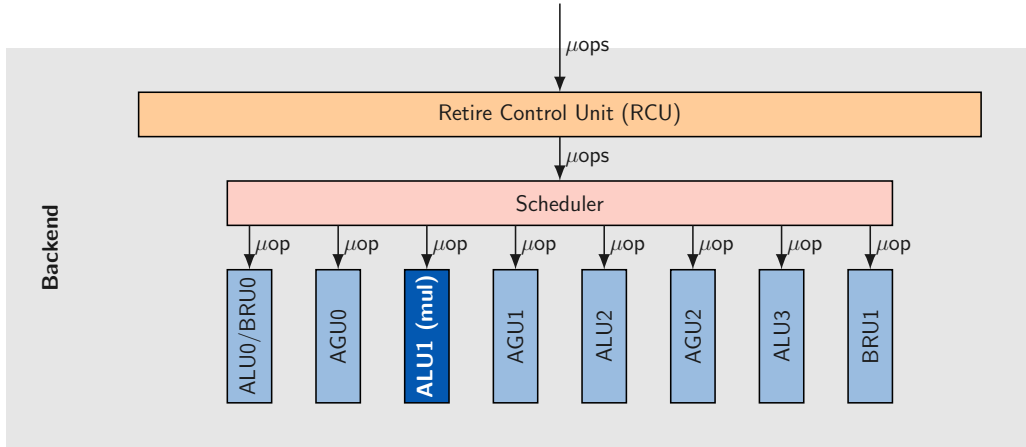 μops
Retire Control Unit (RCU)
μops
Scheduler
μop μop μop μop μop μop μop μop
Backend
ALU0/BRU0
AGU0
ALU1 (mul)
AGU1
ALU2
AGU2
ALU3
BRU1